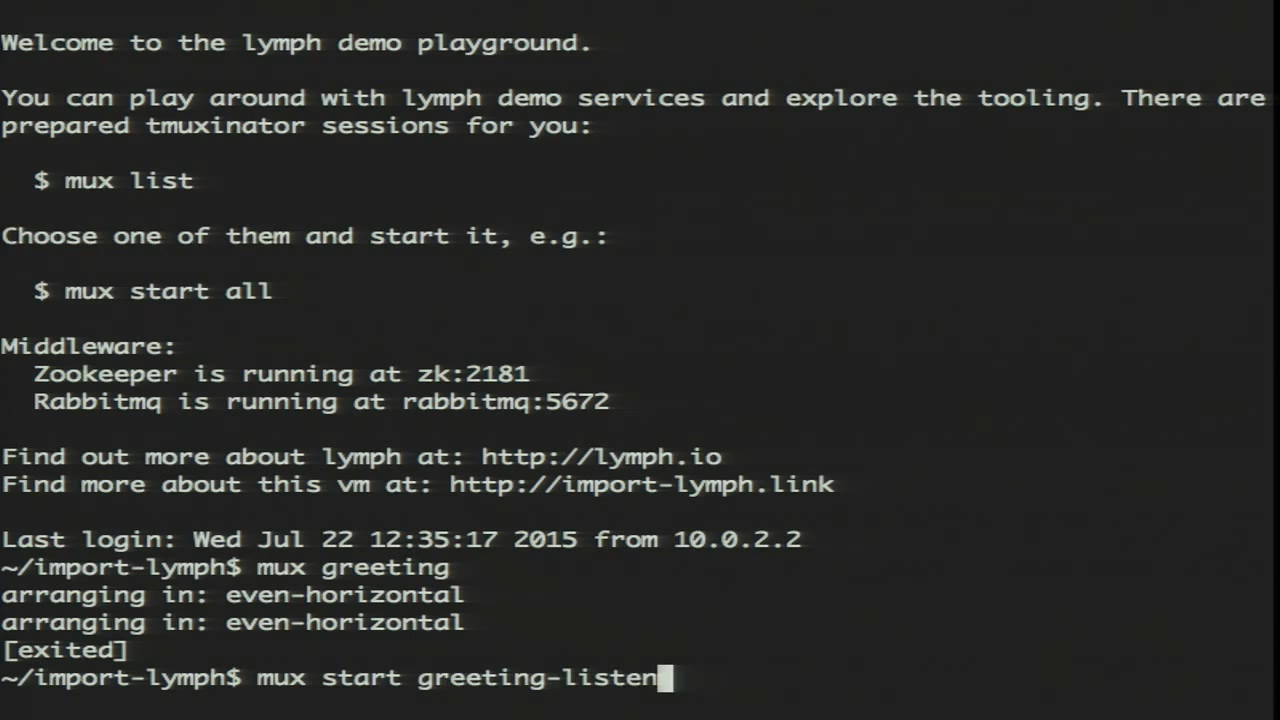 Welcome to the lymph demo playground.
You can play around with lymph demo services and explore the tooling. There are
prepared tmuxinator sessions for you:
$ mux list
Choose one of them and start it, e.g.:
$ mux start all
Middleware:
Zookeeper is running at zk:2181
Rabbitmq is running at rabbitmq:5672
Find out more about lymph at: http://lymph.io
Find more about this vm at: http://import-lymph.link
Last login: Wed Jul 22 12:35:17 2015 from 10.0.2.2
~/import-lymph$ mux greeting
arranging in: even-horizontal
arranging in: even-horizontal
[exited]
~/import-lymph$ mux start greeting-listen